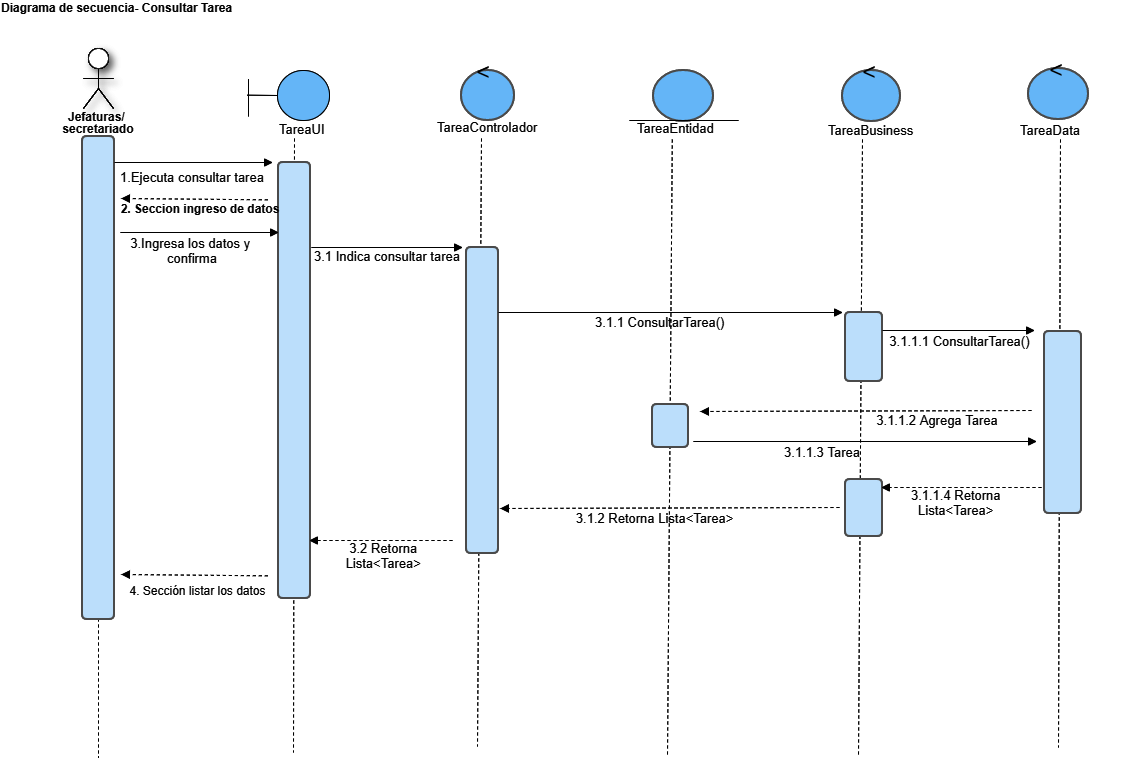 Diagrama de secuencia- Consultar Tarea
Jefaturas/
secretariado
TareaUI
TareaControlador
TareaEntidad
TareaBusiness
TareaData
1.Ejecuta consultar tarea
2. Seccion ingreso de datos
3.Ingresa los datos y
confirma
3.1 Indica consultar tarea
3.1.1 ConsultarTarea()
3.1.1.1 ConsultarTarea()
3.1.1.2 Agrega Tarea
3.1.1.3 Tarea
3.1.1.4 Retorna
Lista<Tarea>
3.1.2 Retorna Lista<Tarea>
3.2 Retorna
Lista<Tarea>
4. Sección listar los datos